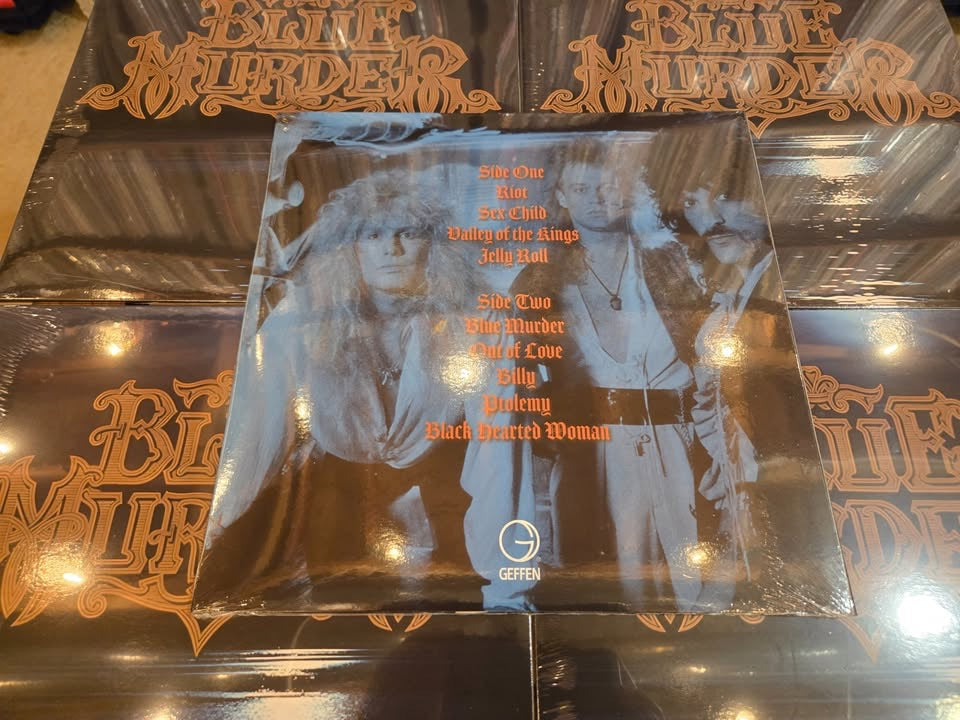 BLUE
MURDER
BLUE
MURDER
Side One
Riot
Sex Child
Valley of the Kings
Jelly Roll
Side Two
Blue Murder
Out of Love
Billy
Ptolemy
Black Hearted Woman
GEFFEN